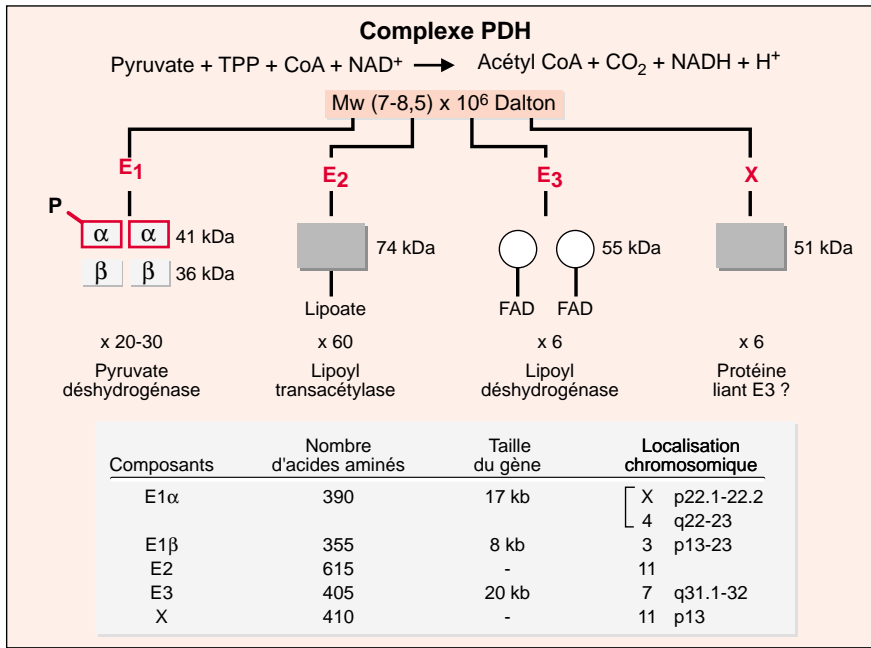 Complexe PDH
Pyruvate + TPP + CoA + NAD⁺ ⟶ Acétyl CoA + CO₂ + NADH + H⁺
Mw (7-8,5) x 10⁶ Dalton
E1 E2 E3 X
P
α α 41 kDa
β β 36 kDa
74 kDa
55 kDa
51 kDa
Lipoate FAD FAD
x 20-30 x 60 x 6 x 6
Pyruvate Lipoyl Lipoyl Protéine
déshydrogénase transacétylase déshydrogénase liant E3 ?
Nombre Taille Localisation
Composants d'acides aminés du gène chromosomique
E1α 390 17 kb X p22.1-22.2
4 q22-23
E1β 355 8 kb 3 p13-23
E2 615 - 11
E3 405 20 kb 7 q31.1-32
X 410 - 11 p13